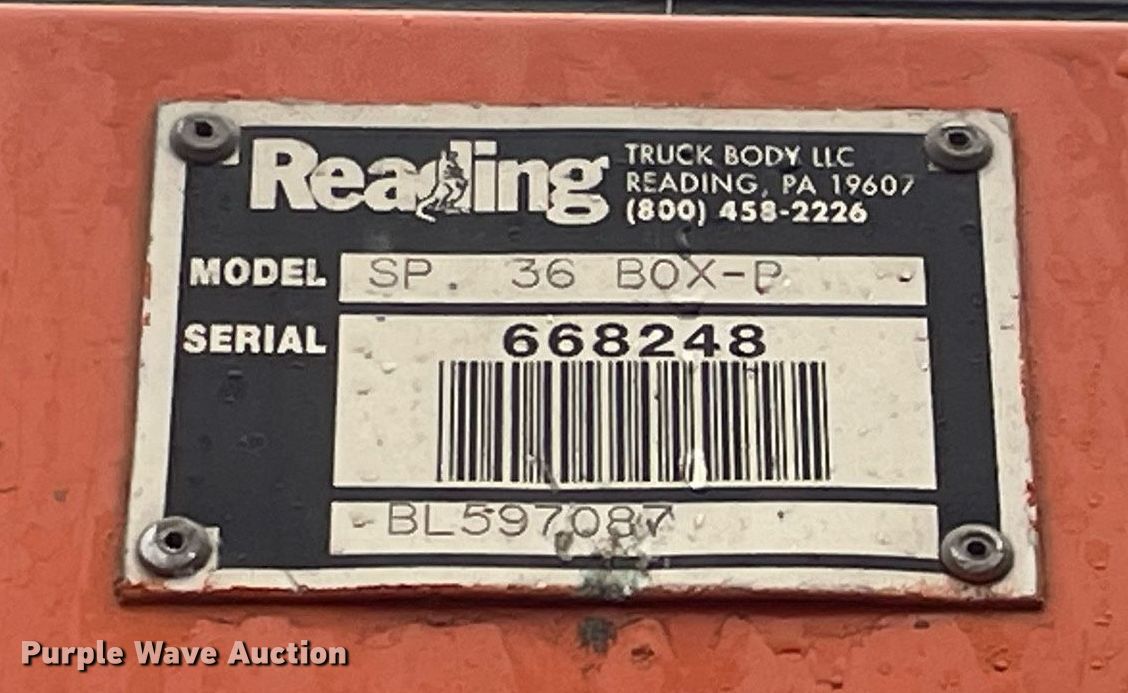 Reading
TRUCK BODY LLC
READING, PA 19607
(800) 458-2226
MODEL SP. 36 BOX-P
SERIAL 668248
BL597087
Purple Wave Auction